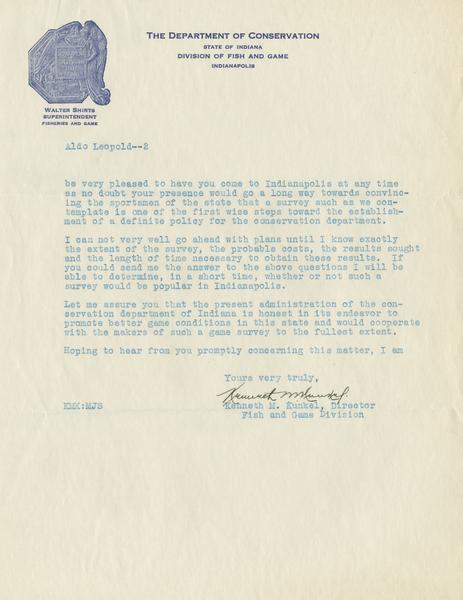 THE DEPARTMENT OF CONSERVATION
STATE OF INDIANA
DIVISION OF FISH AND GAME
INDIANAPOLIS
WALTER SHIRTS
SUPERINTENDENT
FISHERIES AND GAME
Aldo Leopold--2
be very pleased to have you come to Indianapolis at any time
as no doubt your presence would go a long way towards convinc-
ing the sportsmen of the state that a survey such as we con-
template is one of the first wise steps toward the establish-
ment of a definite policy for the conservation department.
I can not very well go ahead with plans until I know exactly
the extent of the survey, the probable costs, the results sought
and the length of time necessary to obtain these results. If
you could send me the answer to the above questions I will be
able to determine, in a short time, whether or not such a
survey would be popular in Indianapolis.
Let me assure you that the present administration of the con-
servation department of Indiana is honest in its endeavor to
promote better game conditions in this state and would cooperate
with the makers of such a game survey to the fullest extent.
Hoping to hear from you promptly concerning this matter, I am
Yours very truly,
Kenneth M Kunkel.
KMK:MJS
Kenneth M. Kunkel, Director
Fish and Game Division